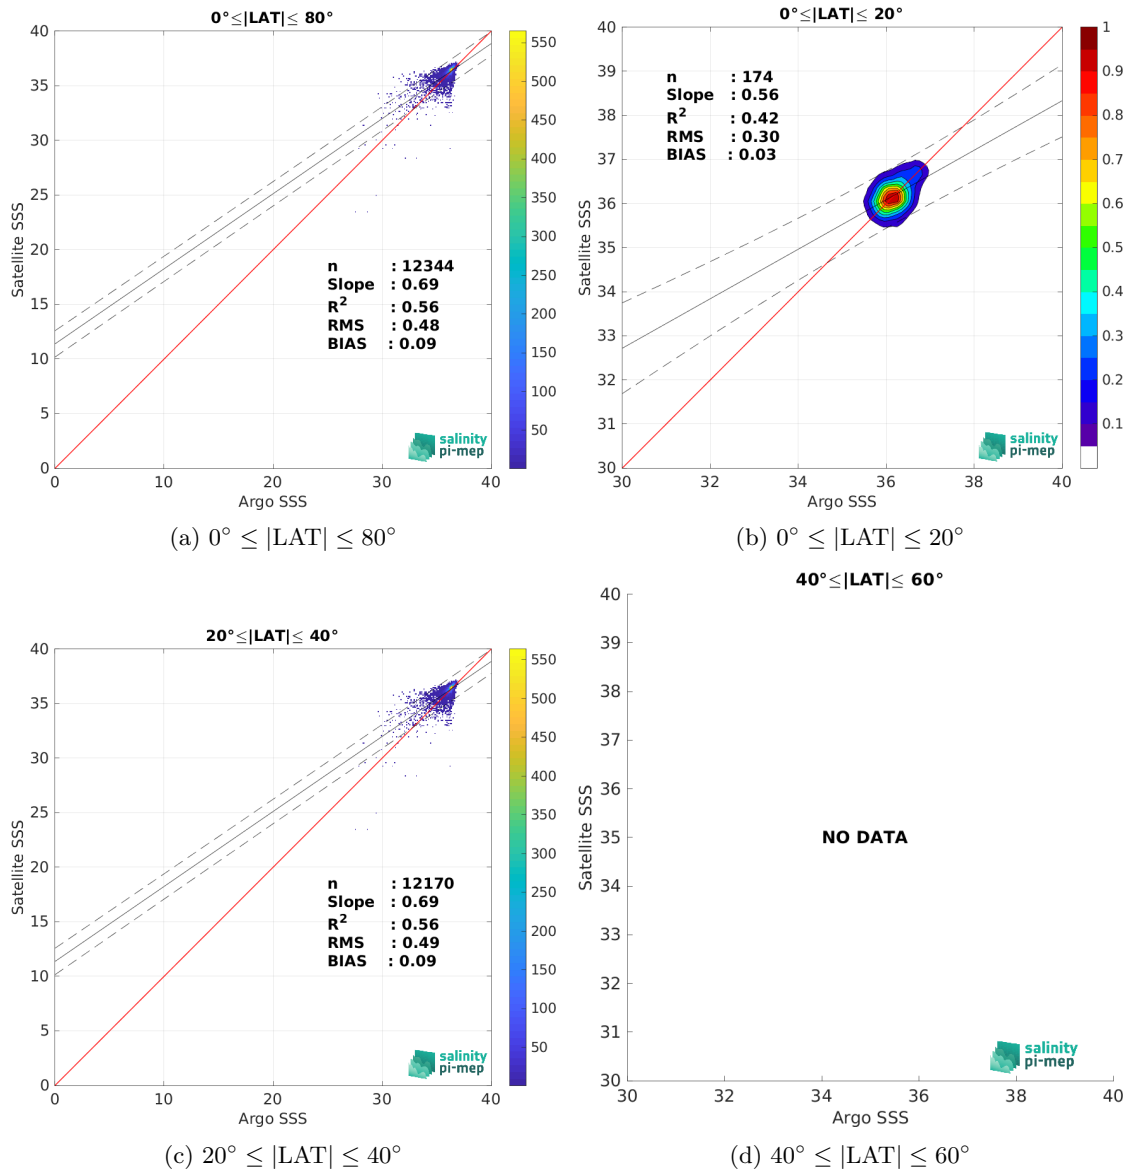 0°≤|LAT|≤ 80°
40
35
30
25
20
15
10
5
0
Satellite SSS
n : 12344
Slope : 0.69
R² : 0.56
RMS : 0.48
BIAS : 0.09
salinity
pi-mep
0 10 20 30 40
Argo SSS
550
500
450
400
350
300
250
200
150
100
50
(a) 0° ≤ |LAT| ≤ 80°
0°≤|LAT|≤ 20°
40
39
38
37
36
35
34
33
32
31
30
Satellite SSS
n : 174
Slope : 0.56
R² : 0.42
RMS : 0.30
BIAS : 0.03
salinity
pi-mep
30 32 34 36 38 40
Argo SSS
1
0.9
0.8
0.7
0.6
0.5
0.4
0.3
0.2
0.1
(b) 0° ≤ |LAT| ≤ 20°
20°≤|LAT|≤ 40°
40
35
30
25
20
15
10
5
0
Satellite SSS
n : 12170
Slope : 0.69
R² : 0.56
RMS : 0.49
BIAS : 0.09
salinity
pi-mep
0 10 20 30 40
Argo SSS
550
500
450
400
350
300
250
200
150
100
50
(c) 20° ≤ |LAT| ≤ 40°
40°≤|LAT|≤ 60°
40
39
38
37
36
35
34
33
32
31
30
Satellite SSS
NO DATA
salinity
pi-mep
30 32 34 36 38 40
Argo SSS
(d) 40° ≤ |LAT| ≤ 60°